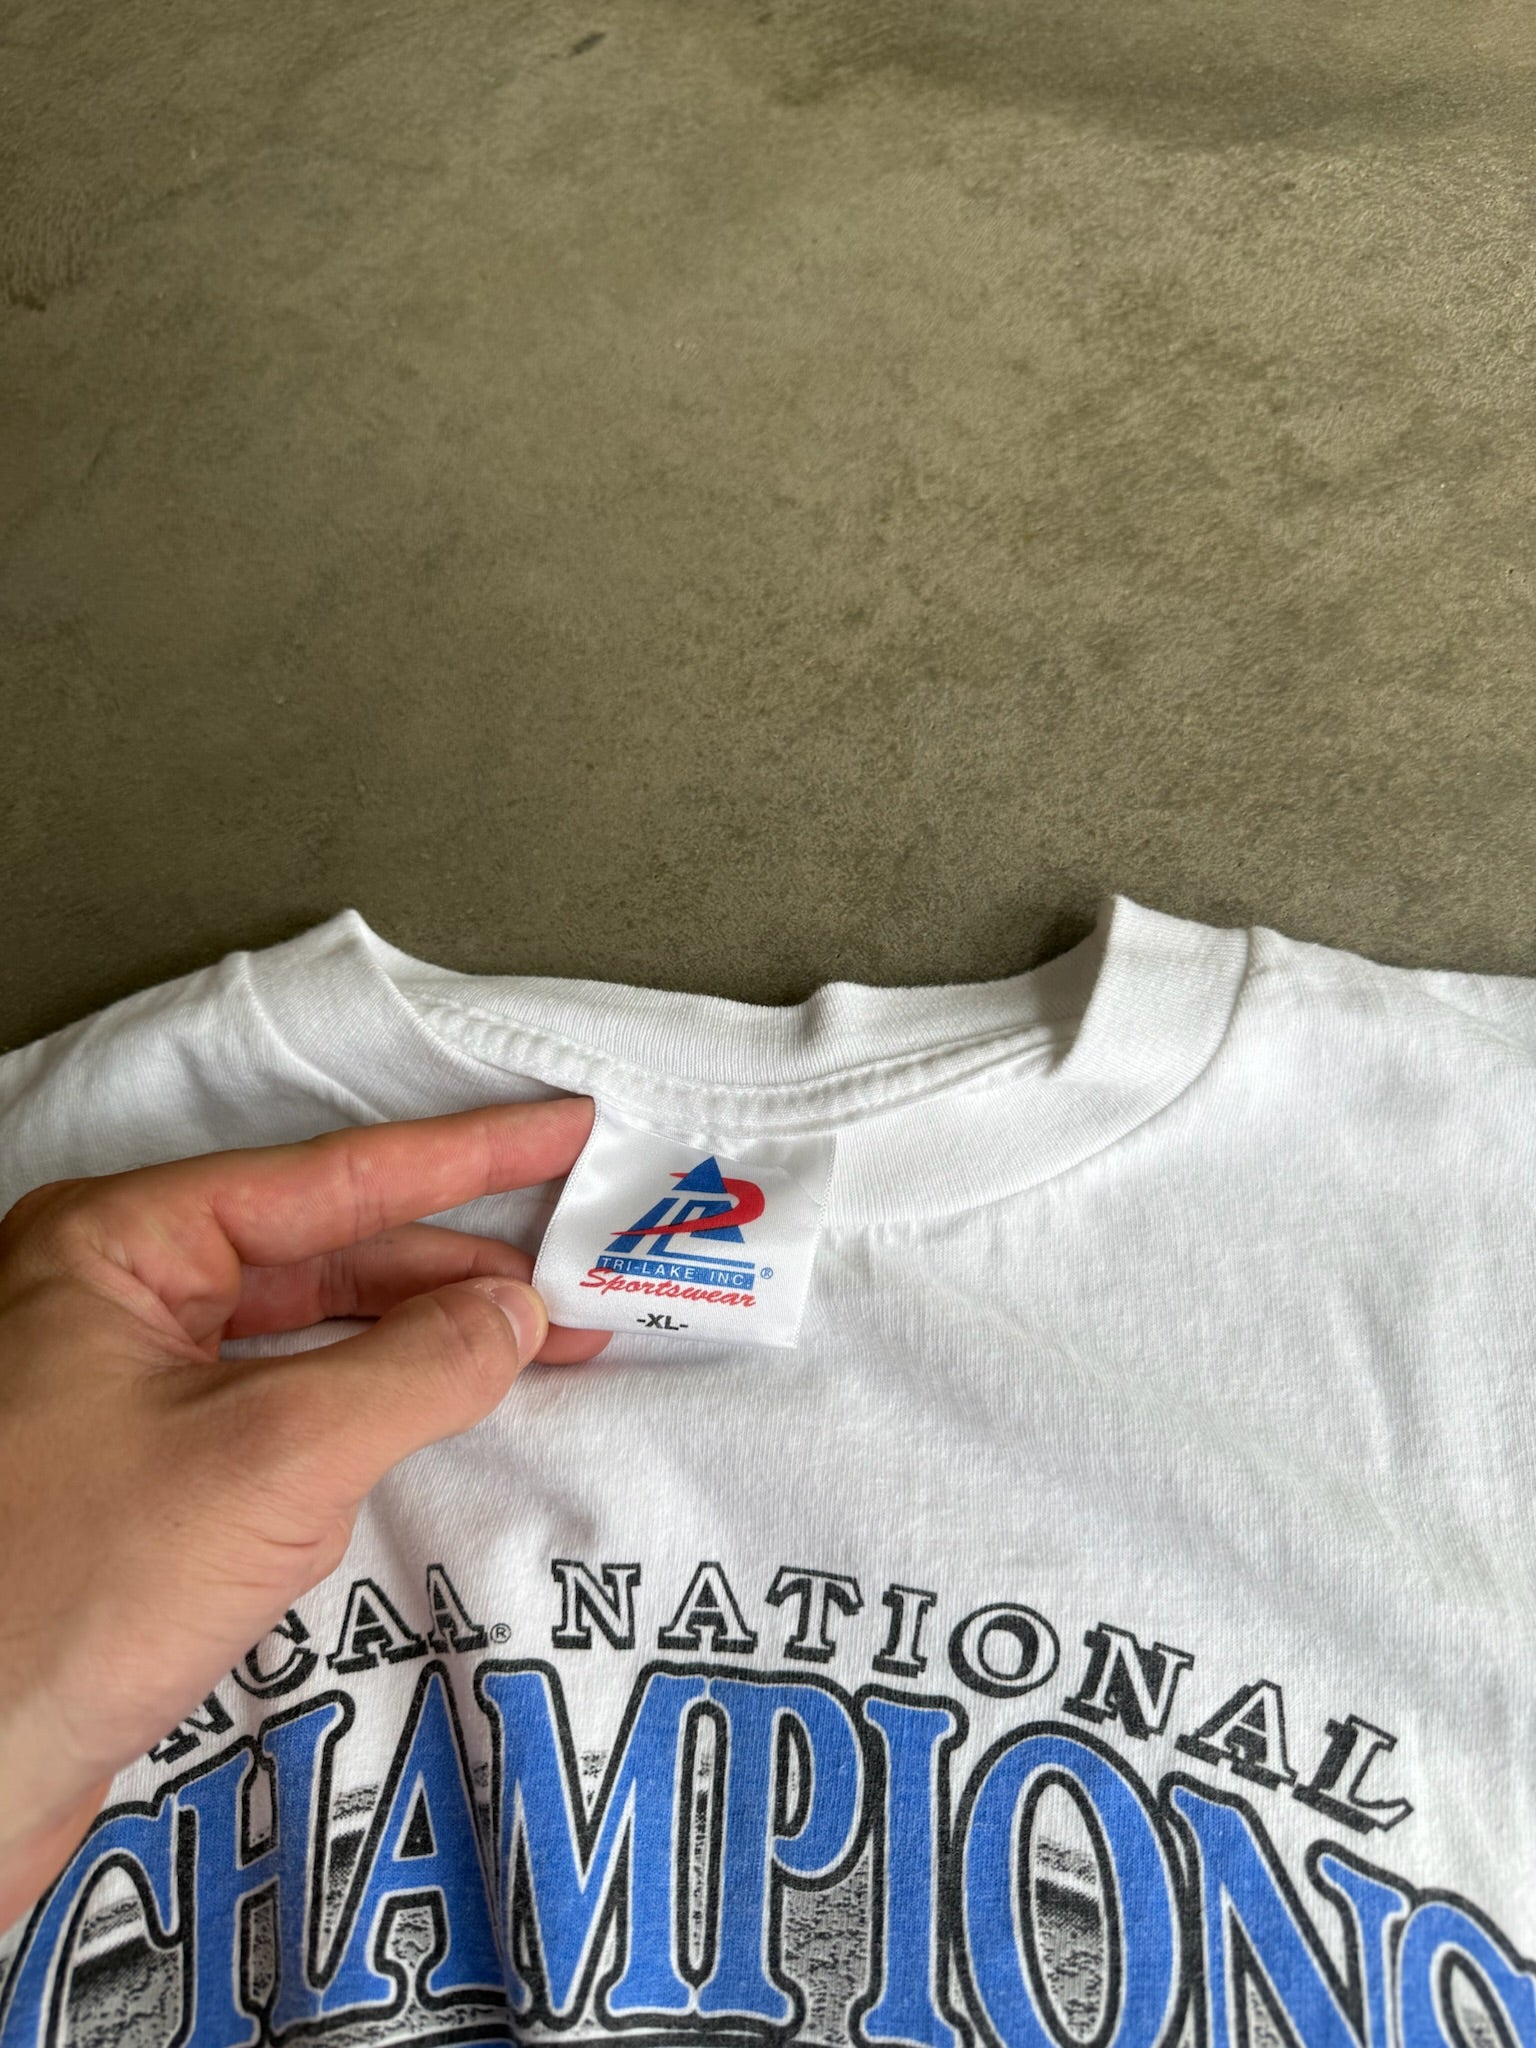 TRI-LAKE INC.®
Sportswear
-XL-
NCAA® NATIONAL
CHAMPIONS